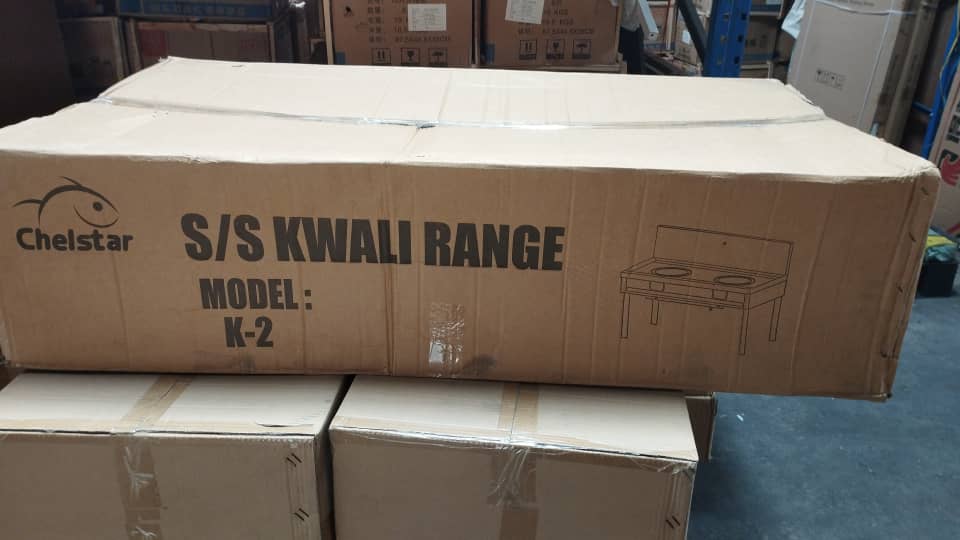 Chelstar
S/S KWALI RANGE
MODEL :
K-2